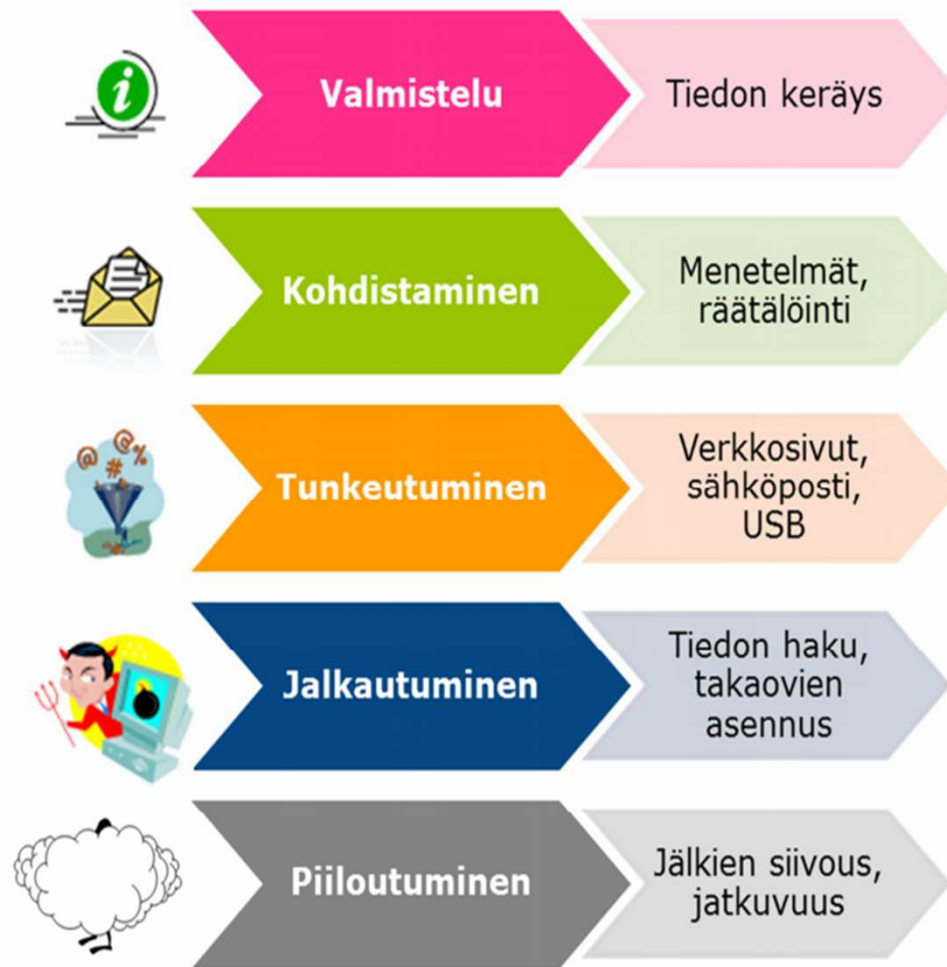 Valmistelu
Tiedon keräys
Kohdistaminen
Menetelmät,
räätälöinti
@ @ %
#
Tunkeutuminen
Verkkosivut,
sähköposti,
USB
Jalkautuminen
Tiedon haku,
takaovien
asennus
Piiloutuminen
Jälkien siivous,
jatkuvuus